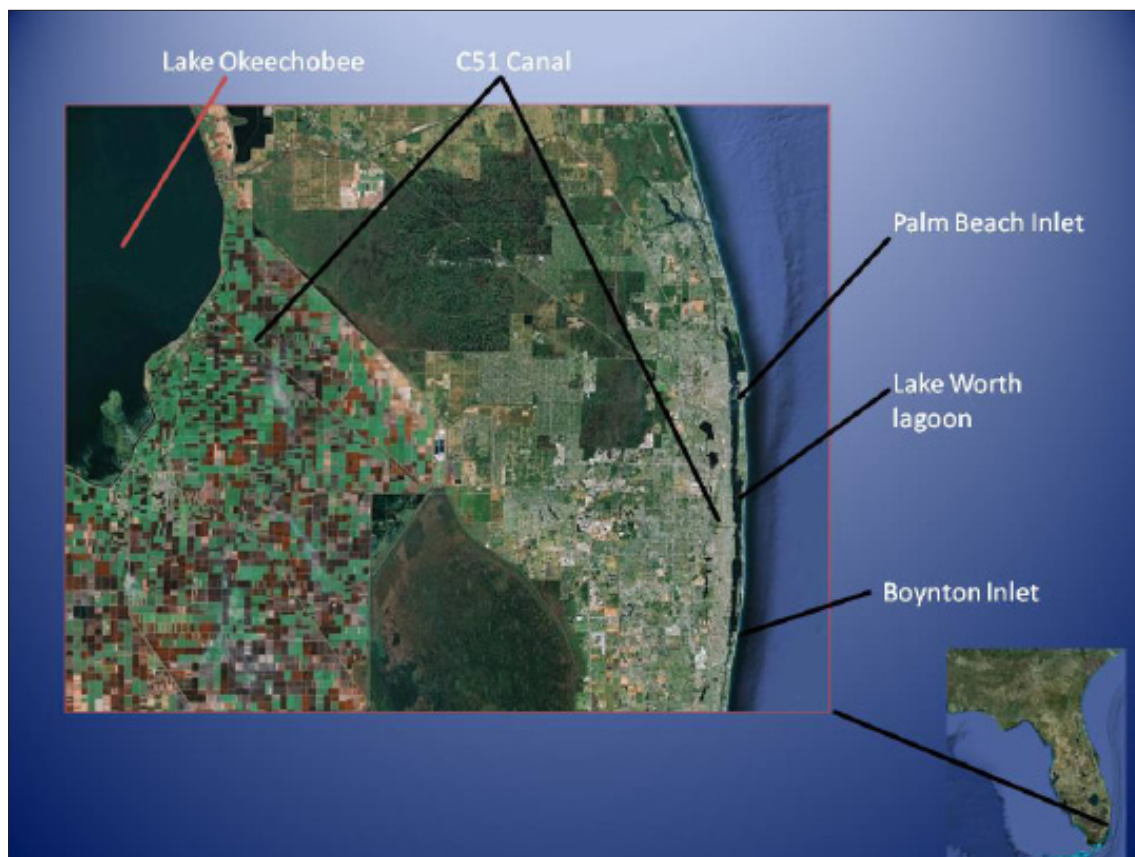 Lake Okeechobee
C51 Canal
Palm Beach Inlet
Lake Worth
lagoon
Boynton Inlet